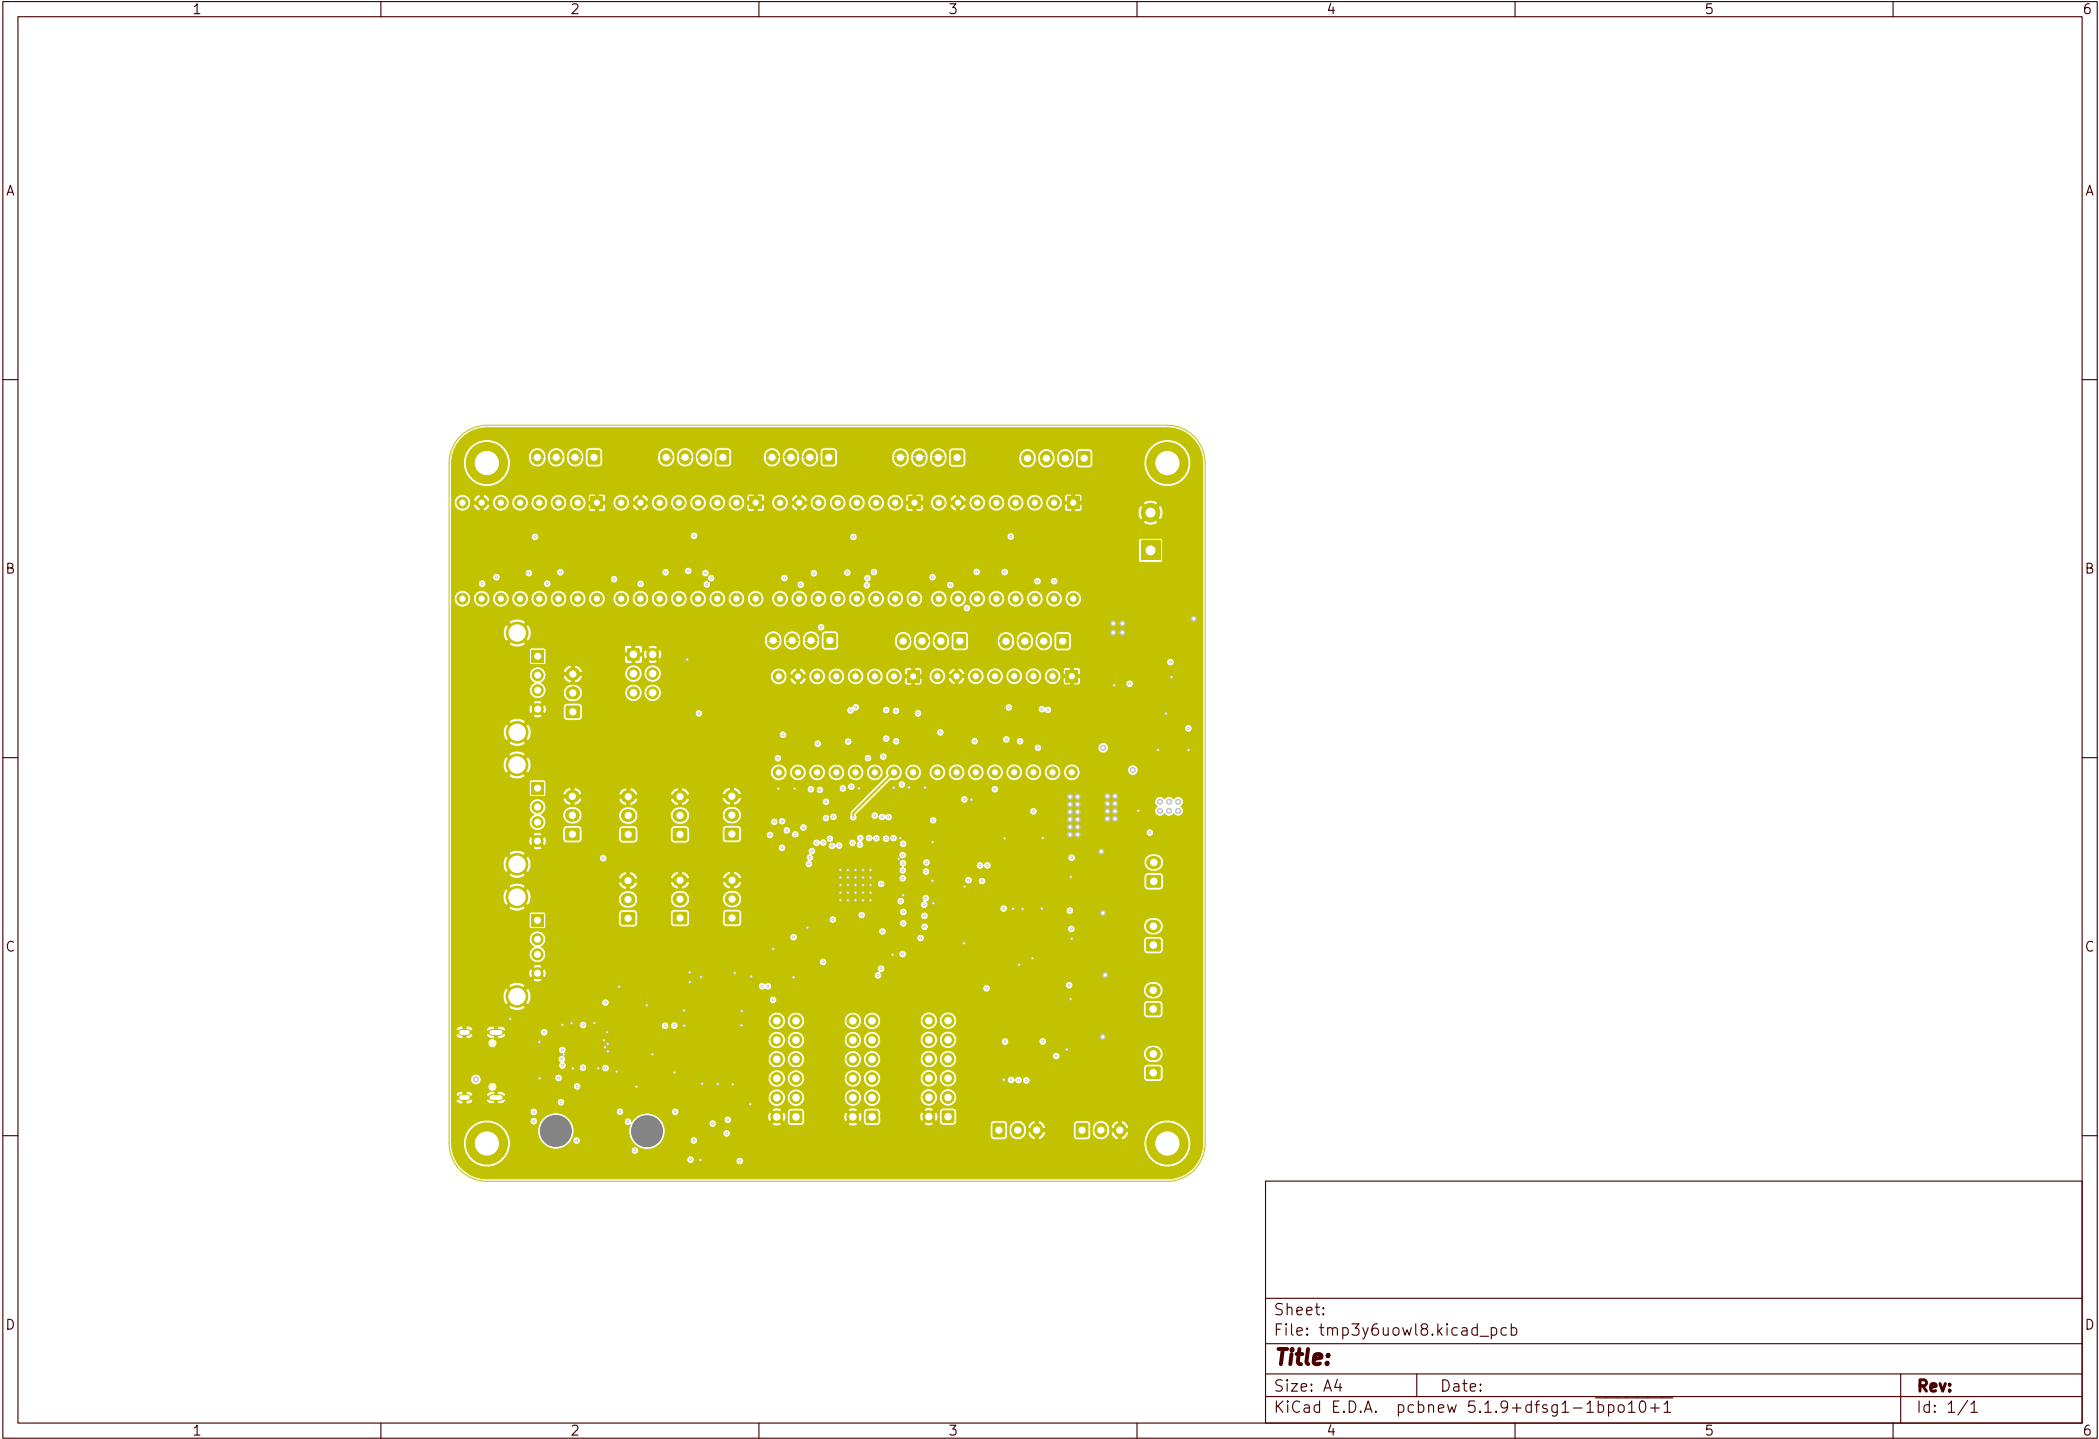 1 2 3 4 5 6
A A
B B
C C
D D
Sheet:
File: tmp3y6uowl8.kicad_pcb
Title:
Size: A4 Date: Rev:
KiCad E.D.A. pcbnew 5.1.9+dfsg1-1bpo10+1 Id: 1/1
1 2 3 4 5 6